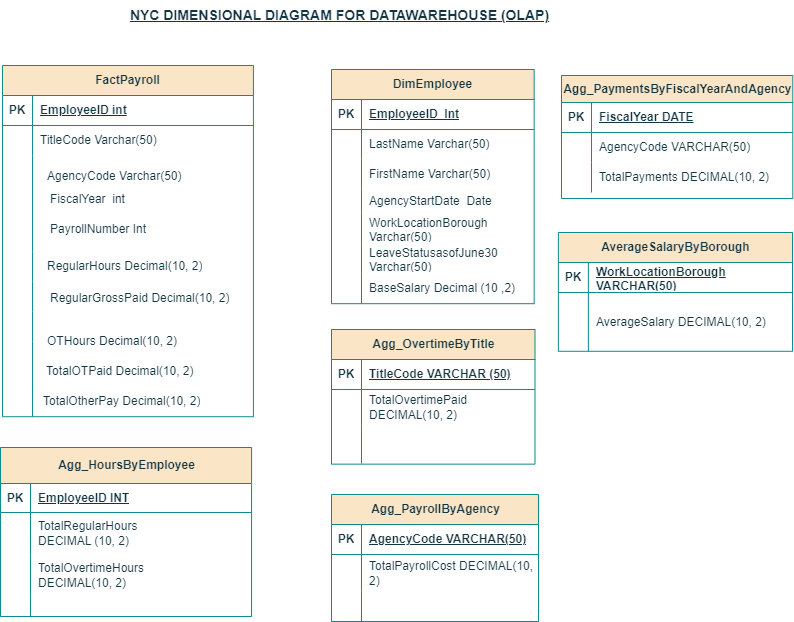 NYC DIMENSIONAL DIAGRAM FOR DATAWAREHOUSE (OLAP)
FactPayroll
PK EmployeeID int
TitleCode Varchar(50)
AgencyCode Varchar(50)
FiscalYear int
PayrollNumber Int
RegularHours Decimal(10, 2)
RegularGrossPaid Decimal(10, 2)
OTHours Decimal(10, 2)
TotalOTPaid Decimal(10, 2)
TotalOtherPay Decimal(10, 2)
Agg_HoursByEmployee
PK EmployeeID INT
TotalRegularHours
DECIMAL (10, 2)
TotalOvertimeHours
DECIMAL(10, 2)
DimEmployee
PK EmployeeID Int
LastName Varchar(50)
FirstName Varchar(50)
AgencyStartDate Date
WorkLocationBorough
Varchar(50)
LeaveStatusasofJune30
Varchar(50)
BaseSalary Decimal (10 ,2)
Agg_OvertimeByTitle
PK TitleCode VARCHAR (50)
TotalOvertimePaid
DECIMAL(10, 2)
Agg_PayrollByAgency
PK AgencyCode VARCHAR(50)
TotalPayrollCost DECIMAL(10,
2)
Agg_PaymentsByFiscalYearAndAgency
PK FiscalYear DATE
AgencyCode VARCHAR(50)
TotalPayments DECIMAL(10, 2)
AverageSalaryByBorough
PK WorkLocationBorough
VARCHAR(50)
AverageSalary DECIMAL(10, 2)